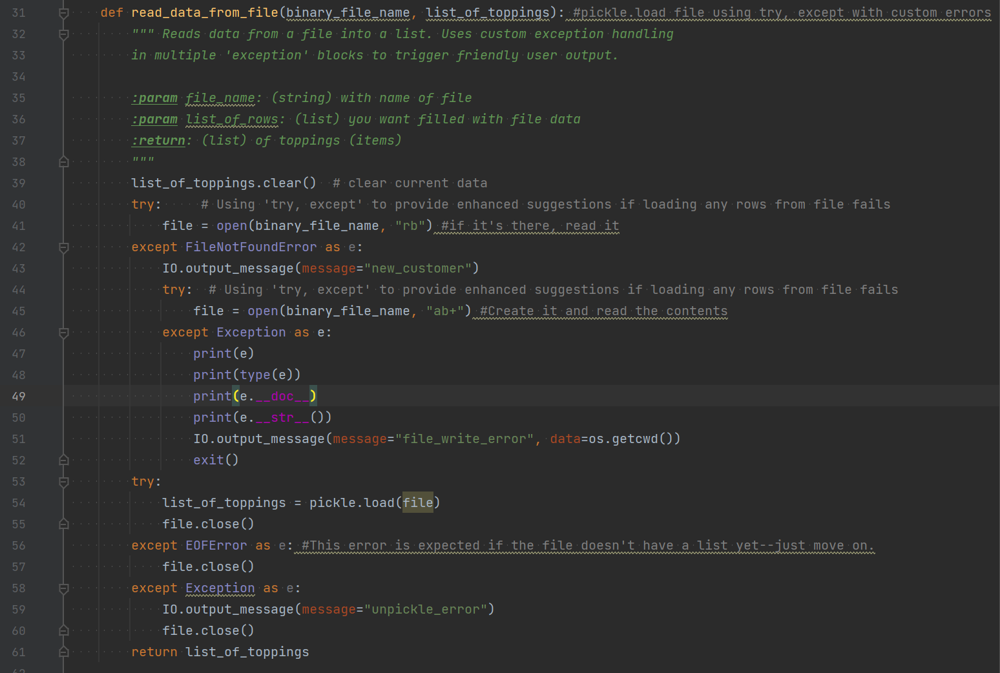 31 def read_data_from_file(binary_file_name, list_of_toppings): #pickle.load file using try, except with custom errors
32 """ Reads data from a file into a list. Uses custom exception handling
33 in multiple 'exception' blocks to trigger friendly user output.
34
35 :param file_name: (string) with name of file
36 :param list_of_rows: (list) you want filled with file data
37 :return: (list) of toppings (items)
38 """
39 list_of_toppings.clear()  # clear current data
40 try:     # Using 'try, except' to provide enhanced suggestions if loading any rows from file fails
41 file = open(binary_file_name, "rb") #if it's there, read it
42 except FileNotFoundError as e:
43 IO.output_message(message="new_customer")
44 try:  # Using 'try, except' to provide enhanced suggestions if loading any rows from file fails
45 file = open(binary_file_name, "ab+") #Create it and read the contents
46 except Exception as e:
47 print(e)
48 print(type(e))
49 print(e.__doc__)
50 print(e.__str__())
51 IO.output_message(message="file_write_error", data=os.getcwd())
52 exit()
53 try:
54 list_of_toppings = pickle.load(file)
55 file.close()
56 except EOFError as e: #This error is expected if the file doesn't have a list yet--just move on.
57 file.close()
58 except Exception as e:
59 IO.output_message(message="unpickle_error")
60 file.close()
61 return list_of_toppings